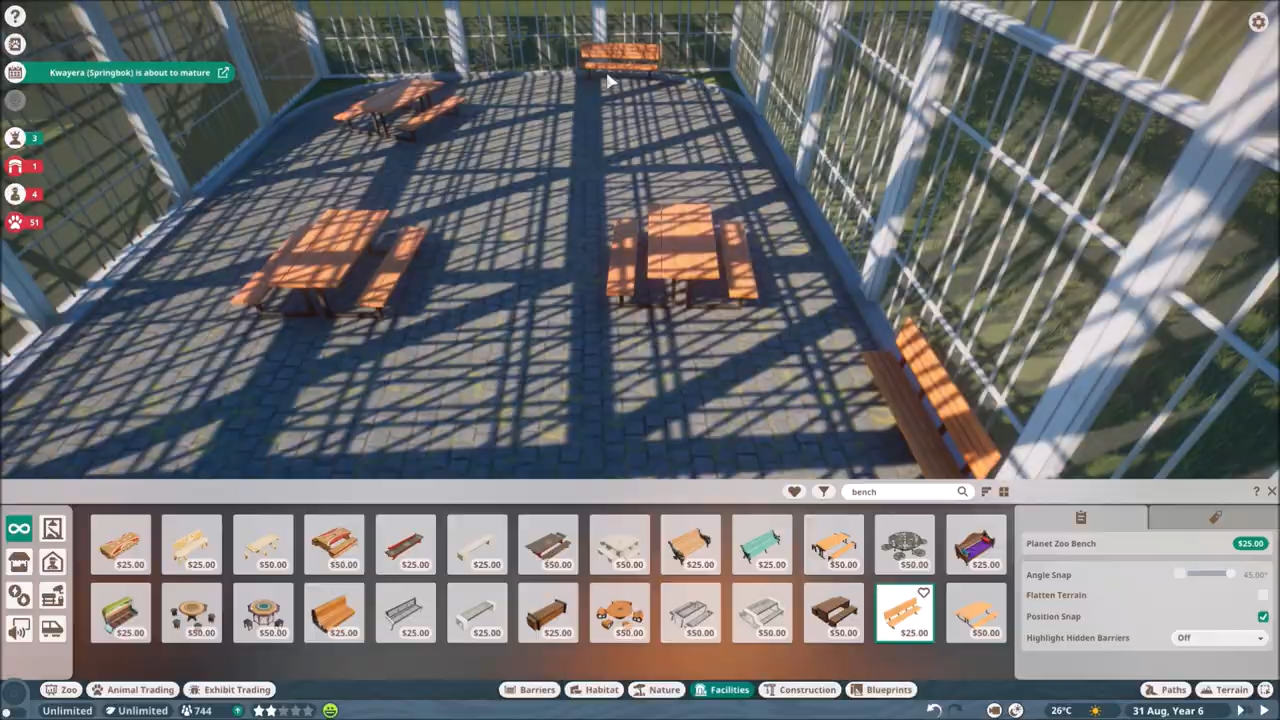 ?
Kwayera (Springbok) is about to mature
3
1
4
51
bench
?
$25.00 $25.00 $50.00 $50.00 $25.00 $25.00 $50.00 $50.00 $25.00 $25.00 $50.00 $50.00 $25.00
$25.00 $50.00 $50.00 $25.00 $25.00 $25.00 $25.00 $50.00 $50.00 $50.00 $50.00 $25.00 $50.00
Planet Zoo Bench $25.00
Angle Snap 45.00°
Flatten Terrain
Position Snap
Highlight Hidden Barriers Off
Zoo Animal Trading Exhibit Trading Barriers Habitat Nature Facilities Construction Blueprints Paths Terrain
Unlimited Unlimited 744 26°C 31 Aug, Year 6